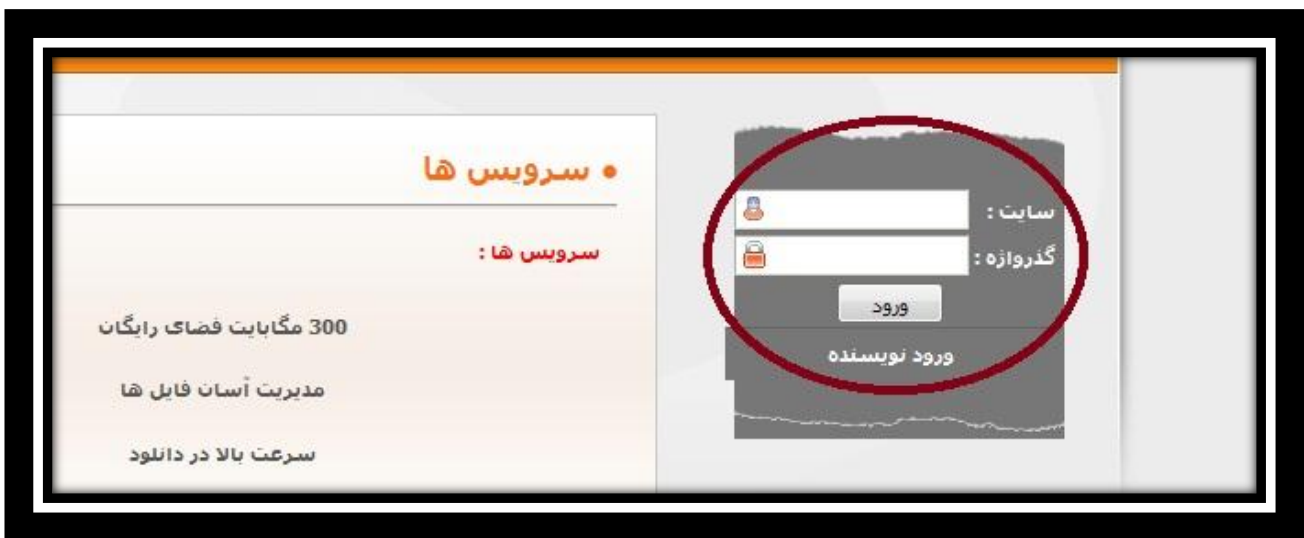 سایت :
گذرواژه :
ورود
ورود نویسنده
• سرویس ها
سرویس ها :
300 مگابایت فضای رایگان
مدیریت آسان فایل ها
سرعت بالا در دانلود